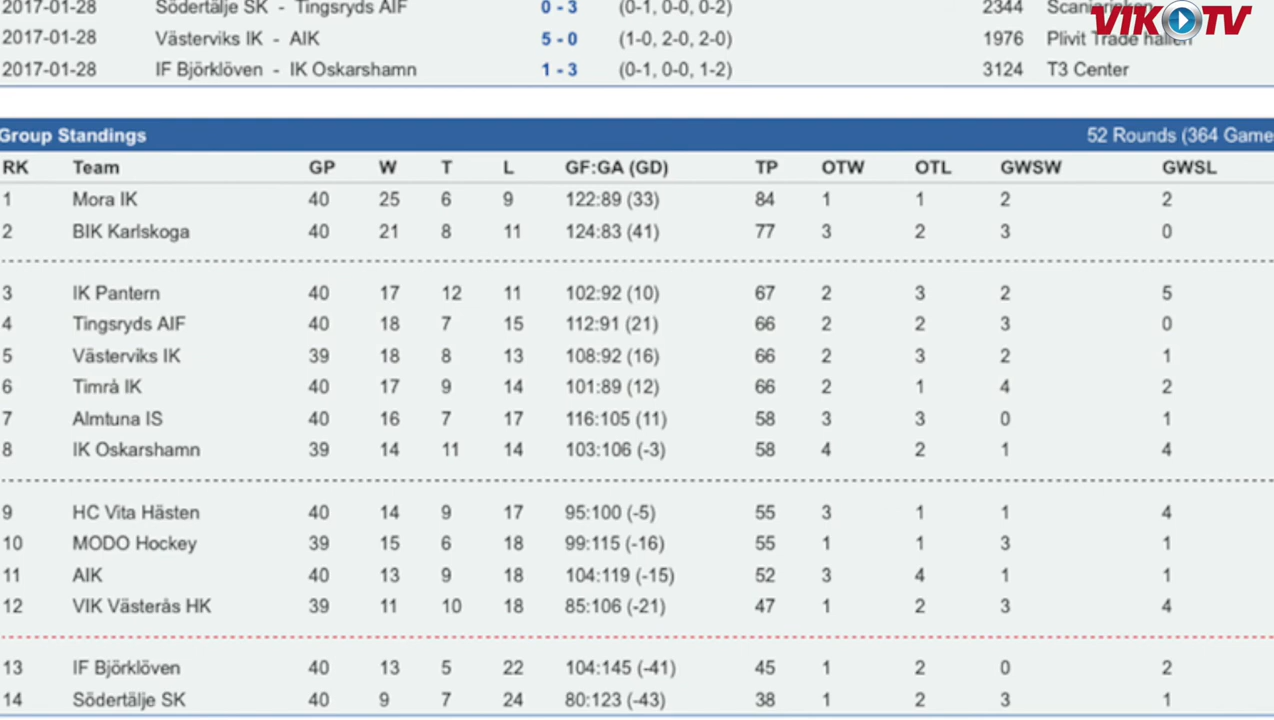 2017-01-28 Södertälje SK - Tingsryds AIF 0 - 3 (0-1, 0-0, 0-2) 2344 Scaniarinken
VIK TV
2017-01-28 Västerviks IK - AIK 5 - 0 (1-0, 2-0, 2-0) 1976 Plivit Trade hallen
2017-01-28 IF Björklöven - IK Oskarshamn 1 - 3 (0-1, 0-0, 1-2) 3124 T3 Center
Group Standings 52 Rounds (364 Game
RK Team GP W T L GF:GA (GD) TP OTW OTL GWSW GWSL
1 Mora IK 40 25 6 9 122:89 (33) 84 1 1 2 2
2 BIK Karlskoga 40 21 8 11 124:83 (41) 77 3 2 3 0
3 IK Pantern 40 17 12 11 102:92 (10) 67 2 3 2 5
4 Tingsryds AIF 40 18 7 15 112:91 (21) 66 2 2 3 0
5 Västerviks IK 39 18 8 13 108:92 (16) 66 2 3 2 1
6 Timrå IK 40 17 9 14 101:89 (12) 66 2 1 4 2
7 Almtuna IS 40 16 7 17 116:105 (11) 58 3 3 0 1
8 IK Oskarshamn 39 14 11 14 103:106 (-3) 58 4 2 1 4
9 HC Vita Hästen 40 14 9 17 95:100 (-5) 55 3 1 1 4
10 MODO Hockey 39 15 6 18 99:115 (-16) 55 1 1 3 1
11 AIK 40 13 9 18 104:119 (-15) 52 3 4 1 1
12 VIK Västerås HK 39 11 10 18 85:106 (-21) 47 1 2 3 4
13 IF Björklöven 40 13 5 22 104:145 (-41) 45 1 2 0 2
14 Södertälje SK 40 9 7 24 80:123 (-43) 38 1 2 3 1